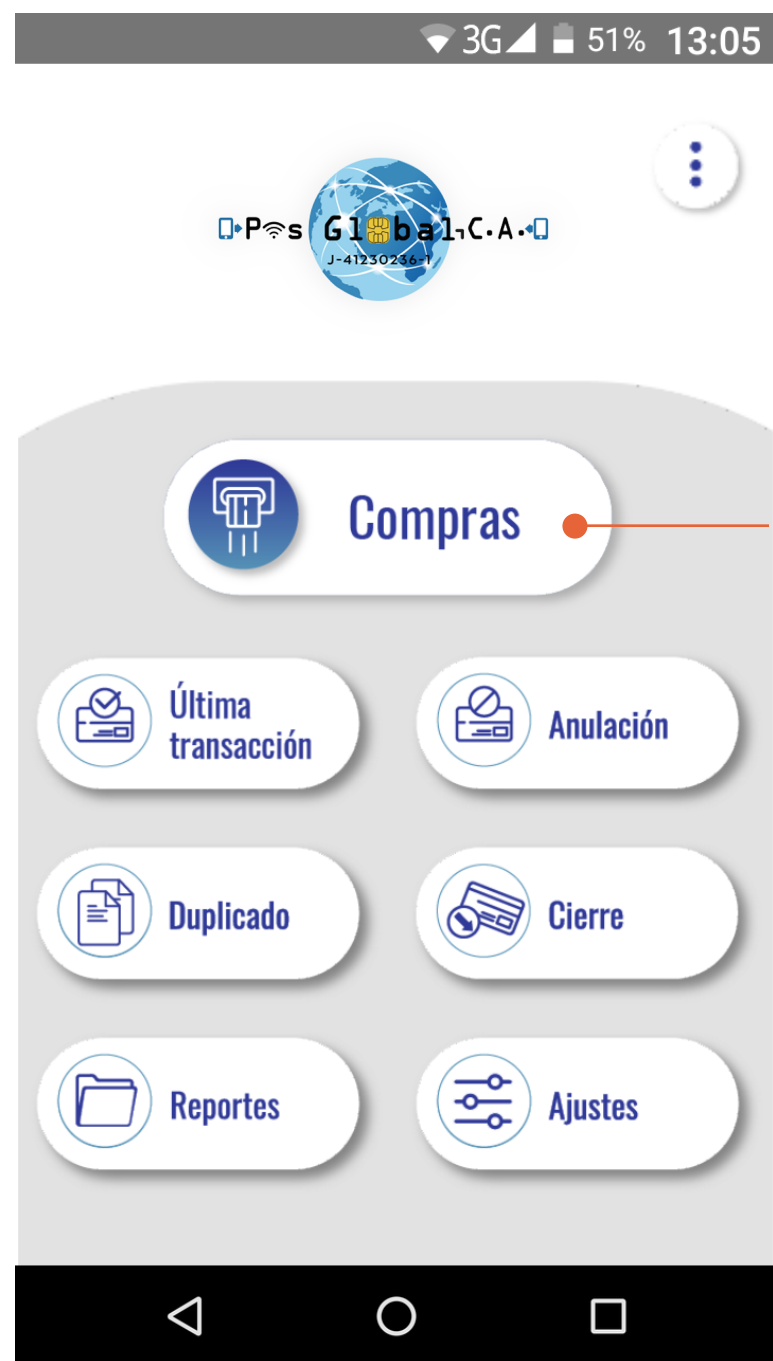 3G 51% 13:05
Pos Global, C.A.
J-41230236-1
Compras
Última
transacción
Anulación
Duplicado
Cierre
Reportes
Ajustes